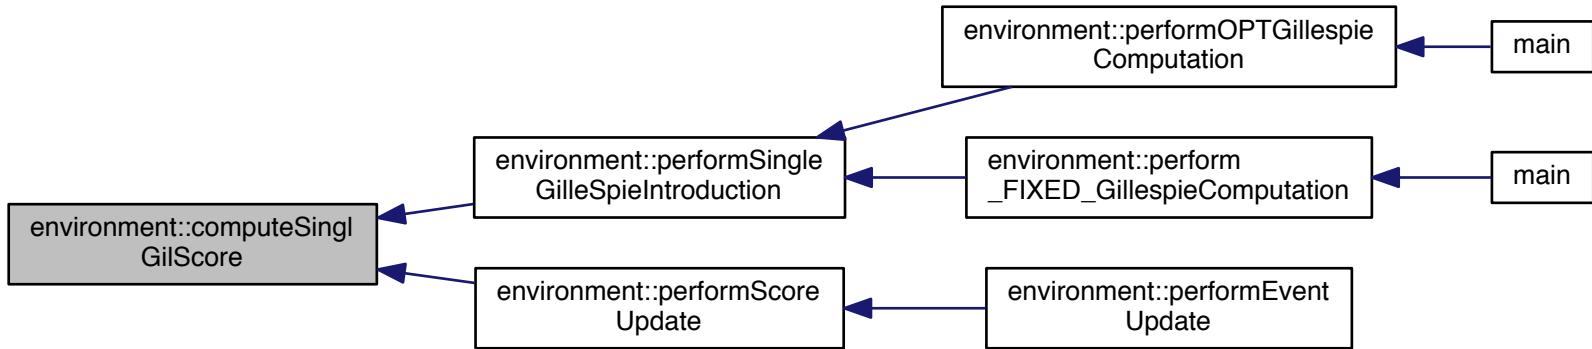 environment::computeSingl
GilScore
environment::performSingle
GilleSpieIntroduction
environment::performOPTGillespie
Computation
main
environment::perform
_FIXED_GillespieComputation
main
environment::performScore
Update
environment::performEvent
Update